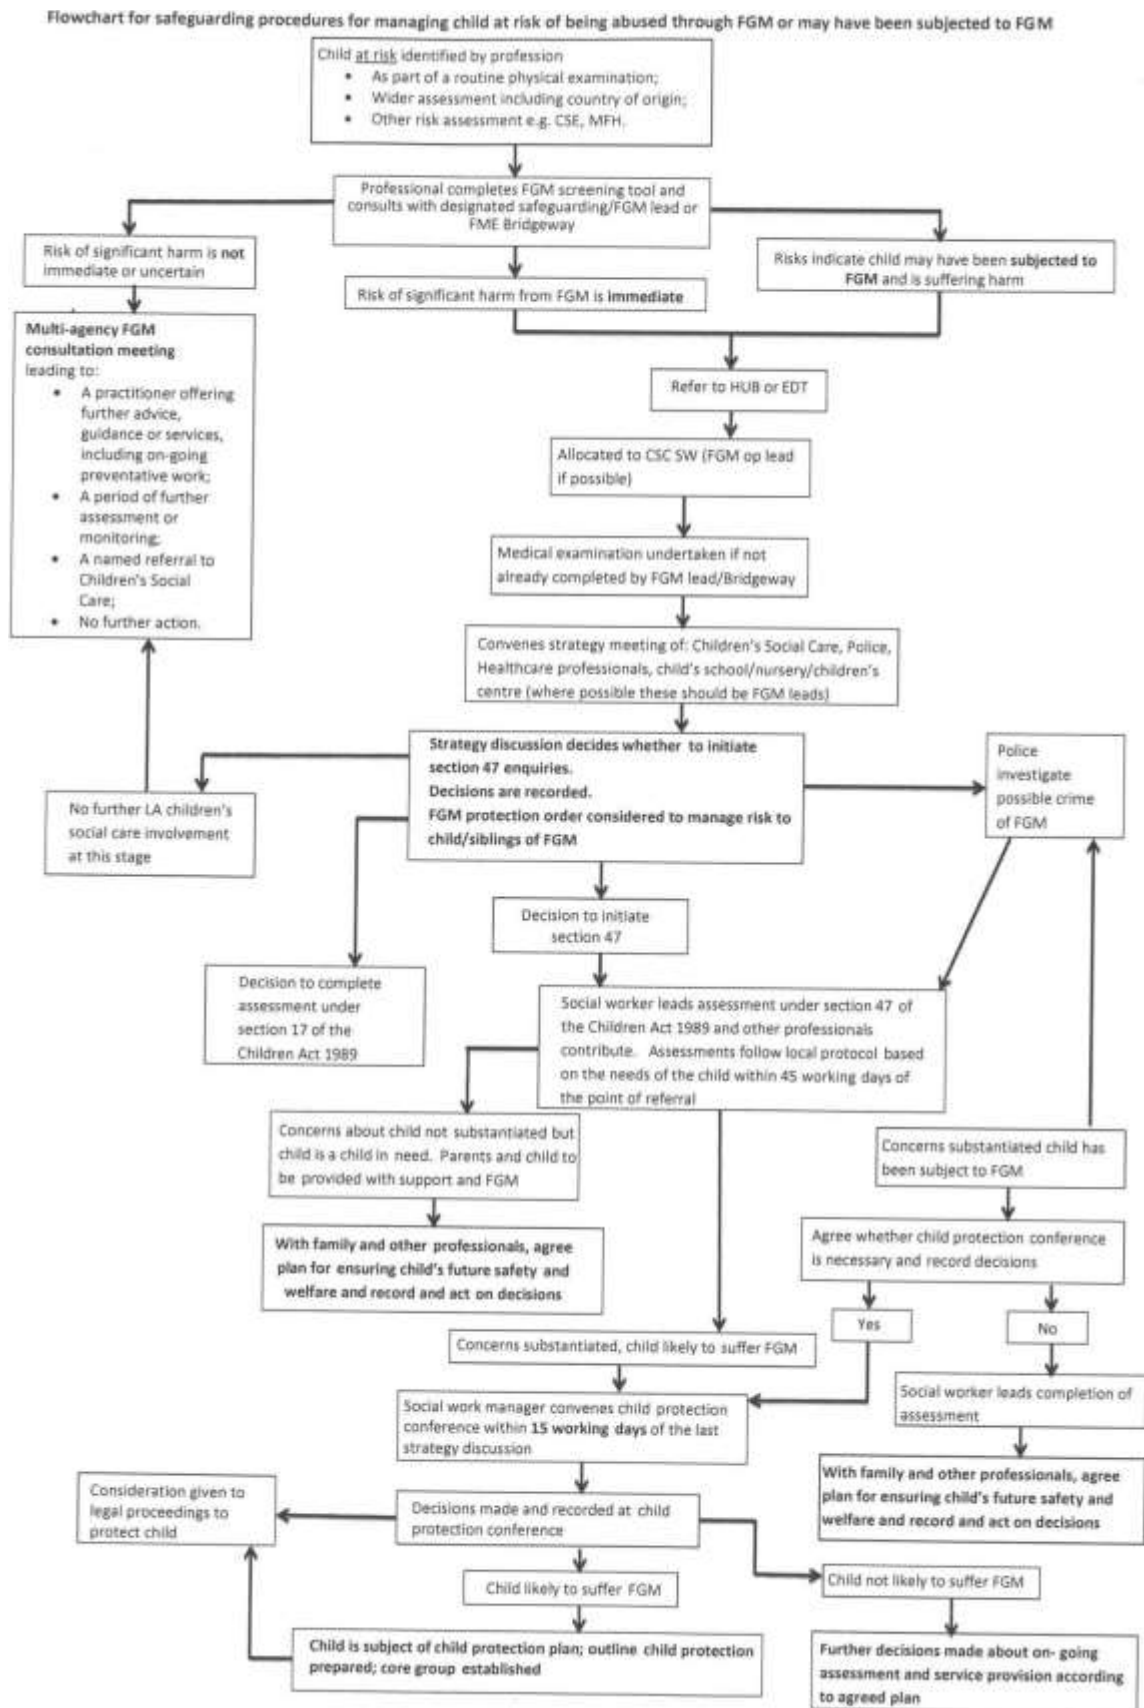 Flowchart for safeguarding procedures for managing child at risk of being abused through FGM or may have been subjected to FGM
Child at risk identified by profession
• As part of a routine physical examination;
• Wider assessment including country of origin;
• Other risk assessment e.g. CSE, MFH.
Professional completes FGM screening tool and
consults with designated safeguarding/FGM lead or
FME Bridgeway
Risk of significant harm is not
immediate or uncertain
Risk of significant harm from FGM is immediate
Risks indicate child may have been subjected to
FGM and is suffering harm
Multi-agency FGM
consultation meeting
leading to:
• A practitioner offering
further advice,
guidance or services,
including on-going
preventative work;
• A period of further
assessment or
monitoring;
• A named referral to
Children's Social
Care;
• No further action.
Refer to HUB or EDT
Allocated to CSC SW (FGM op lead
if possible)
Medical examination undertaken if not
already completed by FGM lead/Bridgeway
Convenes strategy meeting of: Children's Social Care, Police,
Healthcare professionals, child's school/nursery/children's
centre (where possible these should be FGM leads)
Strategy discussion decides whether to initiate
section 47 enquiries.
Decisions are recorded.
FGM protection order considered to manage risk to
child/siblings of FGM
Police
investigate
possible crime
of FGM
No further LA children's
social care involvement
at this stage
Decision to initiate
section 47
Decision to complete
assessment under
section 17 of the
Children Act 1989
Social worker leads assessment under section 47 of
the Children Act 1989 and other professionals
contribute. Assessments follow local protocol based
on the needs of the child within 45 working days of
the point of referral
Concerns about child not substantiated but
child is a child in need. Parents and child to
be provided with support and FGM
Concerns substantiated child has
been subject to FGM
With family and other professionals, agree
plan for ensuring child's future safety and
welfare and record and act on decisions
Agree whether child protection conference
is necessary and record decisions
Yes
No
Concerns substantiated, child likely to suffer FGM
Social worker leads completion of
assessment
Social work manager convenes child protection
conference within 15 working days of the last
strategy discussion
With family and other professionals, agree
plan for ensuring child's future safety and
welfare and record and act on decisions
Consideration given to
legal proceedings to
protect child
Decisions made and recorded at child
protection conference
Child likely to suffer FGM
Child not likely to suffer FGM
Child is subject of child protection plan; outline child protection
prepared; core group established
Further decisions made about on- going
assessment and service provision according
to agreed plan